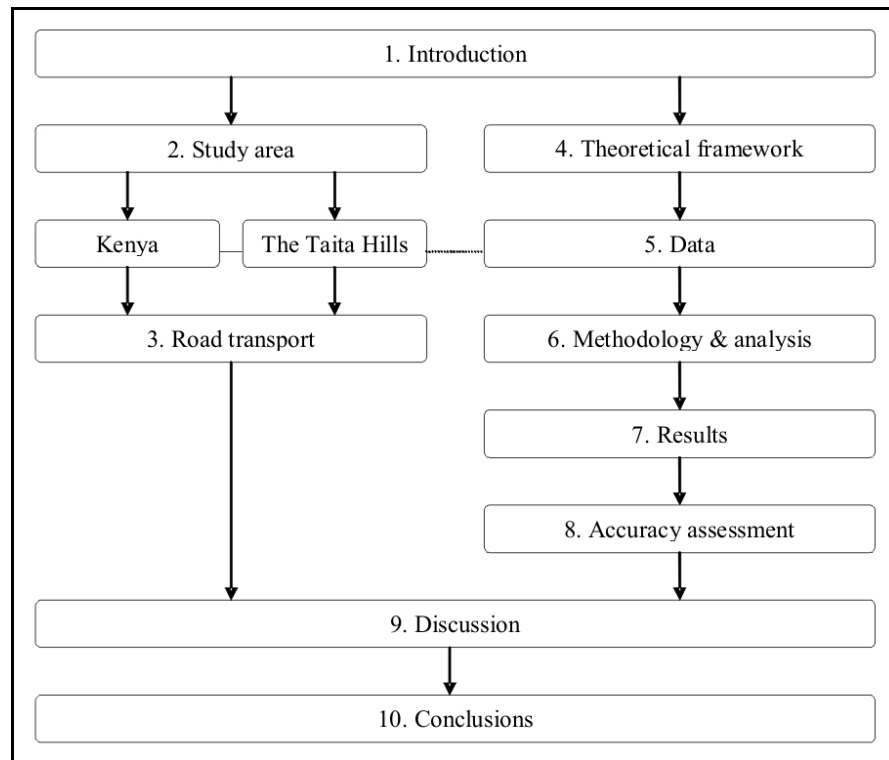 1. Introduction
2. Study area
4. Theoretical framework
Kenya
The Taita Hills
5. Data
3. Road transport
6. Methodology & analysis
7. Results
8. Accuracy assessment
9. Discussion
10. Conclusions